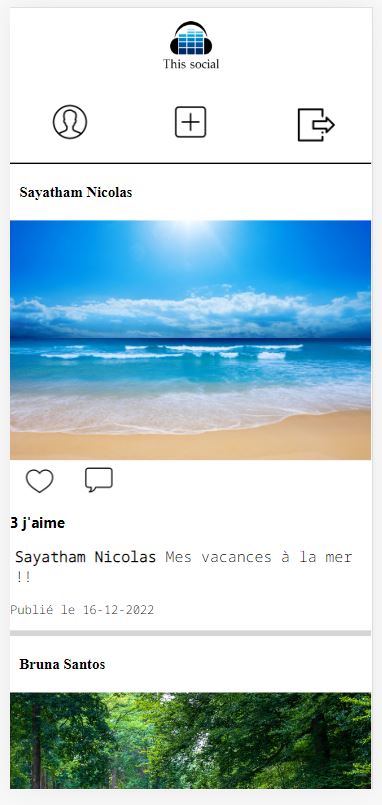 This social
Sayatham Nicolas
3 j'aime
Sayatham Nicolas Mes vacances à la mer
!!
Publié le 16-12-2022
Bruna Santos